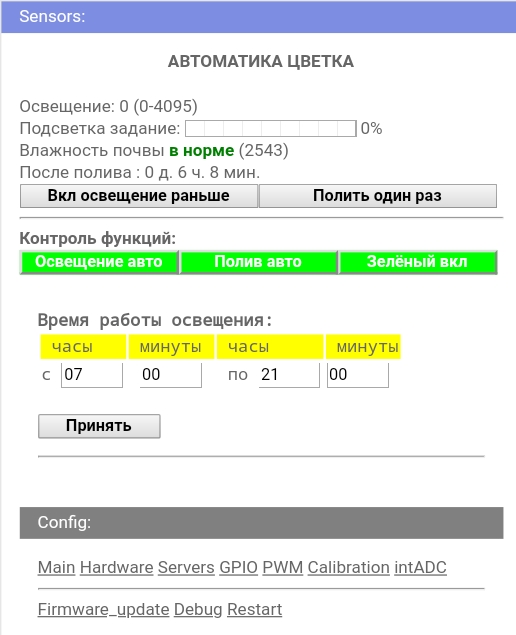 Sensors:
АВТОМАТИКА ЦВЕТКА
Освещение: 0 (0-4095)
Подсветка задание: 0%
Влажность почвы в норме (2543)
После полива : 0 д. 6 ч. 8 мин.
Вкл освещение раньше Полить один раз
Контроль функций:
Освещение авто Полив авто Зелёный вкл
Время работы освещения:
часы минуты часы минуты
с 07 00 по 21 00
Принять
Config:
Main Hardware Servers GPIO PWM Calibration intADC
Firmware_update Debug Restart